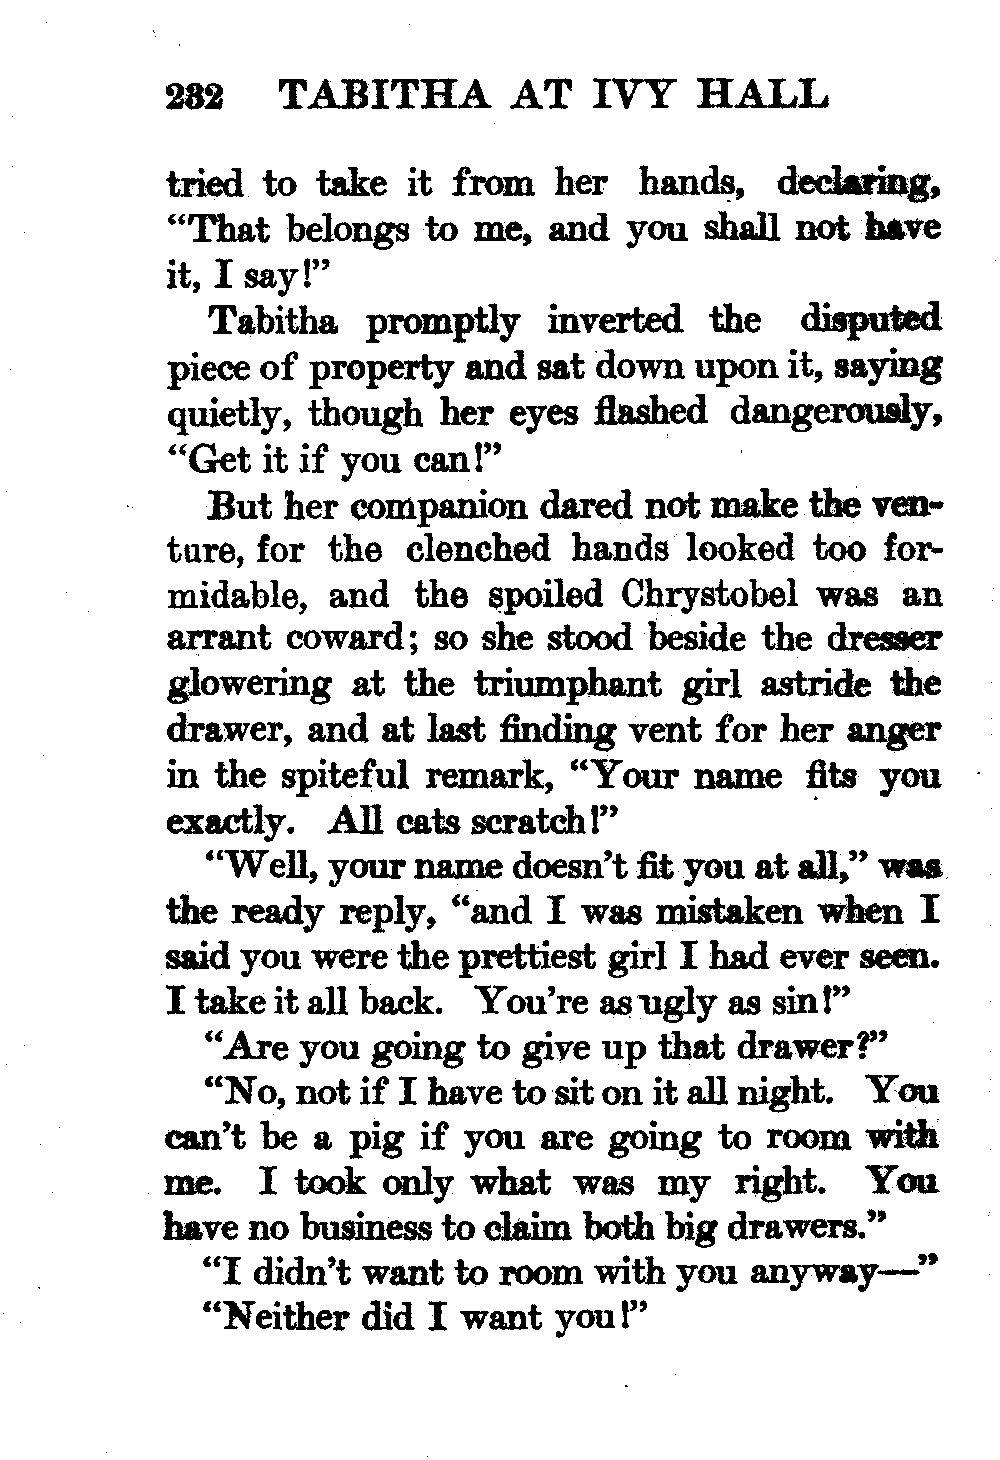 232 TABITHA AT IVY HALL
tried to take it from her hands, declaring,
“That belongs to me, and you shall not have
it, I say!”
Tabitha promptly inverted the disputed
piece of property and sat down upon it, saying
quietly, though her eyes flashed dangerously,
“Get it if you can!”
But her companion dared not make the ven-
ture, for the clenched hands looked too for-
midable, and the spoiled Chrystobel was an
arrant coward; so she stood beside the dresser
glowering at the triumphant girl astride the
drawer, and at last finding vent for her anger
in the spiteful remark, “Your name fits you
exactly. All cats scratch!”
“Well, your name doesn’t fit you at all,” was
the ready reply, “and I was mistaken when I
said you were the prettiest girl I had ever seen.
I take it all back. You’re as ugly as sin!”
“Are you going to give up that drawer?”
“No, not if I have to sit on it all night. You
can’t be a pig if you are going to room with
me. I took only what was my right. You
have no business to claim both big drawers.”
“I didn’t want to room with you anyway—”
“Neither did I want you!”